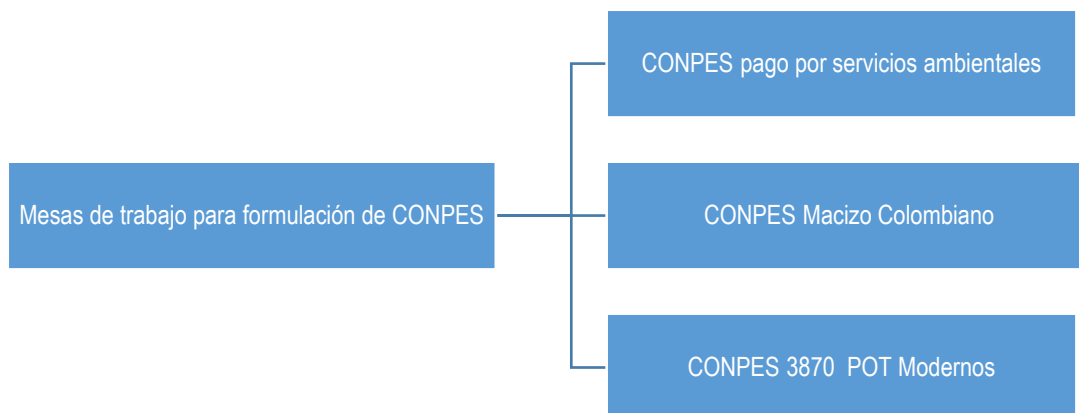 CONPES pago por servicios ambientales
Mesas de trabajo para formulación de CONPES
CONPES Macizo Colombiano
CONPES 3870  POT Modernos